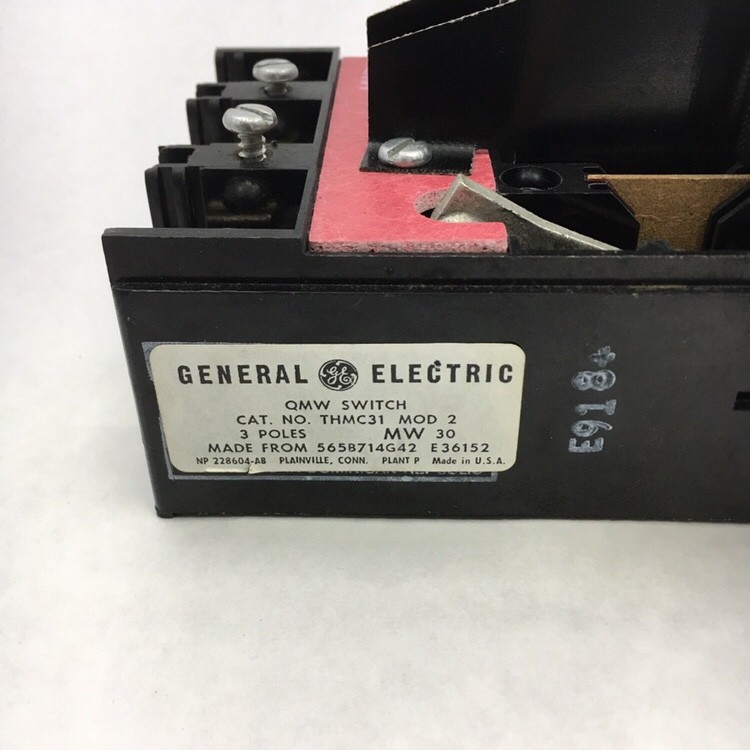 GENERAL GE ELECTRIC
QMW SWITCH
CAT. NO. THMC31 MOD 2
3 POLES MW 30
MADE FROM 565B714G42 E36152
NP 228604-AB PLAINVILLE, CONN. PLANT P Made in U.S.A.
E918